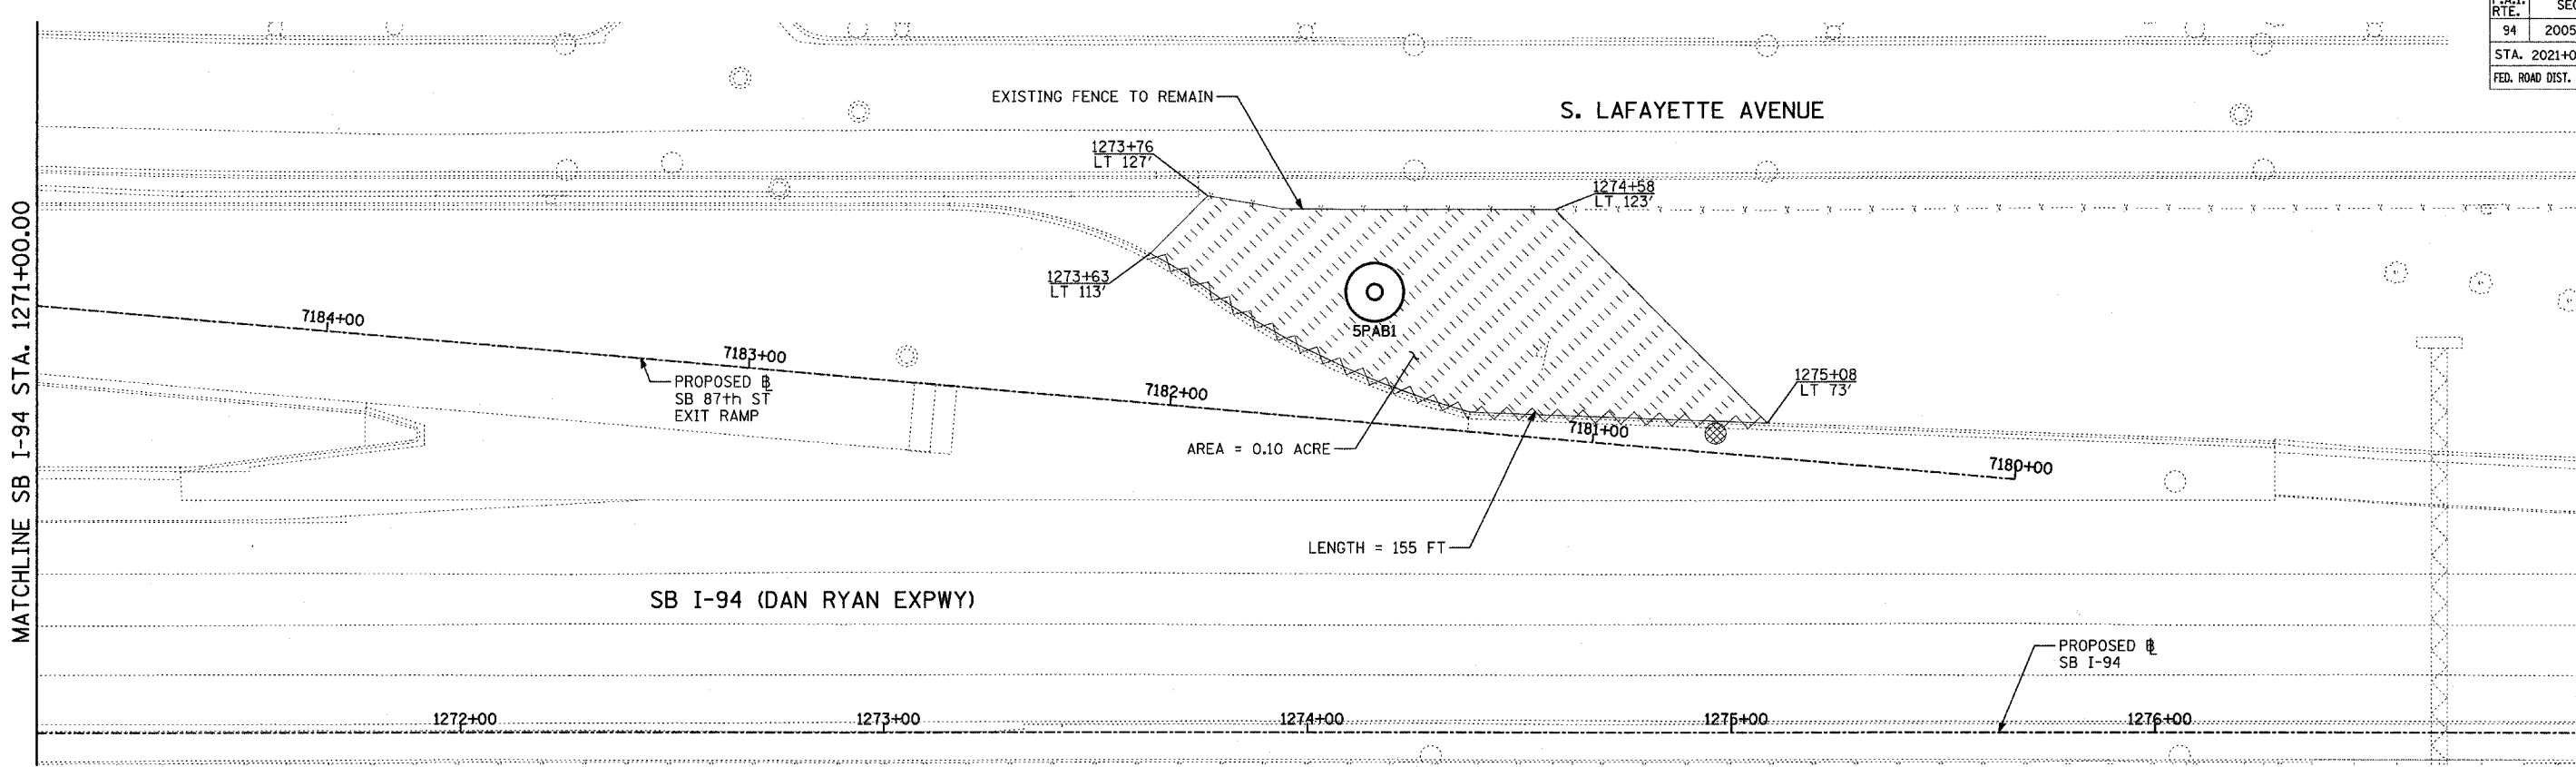 F.A.I.
RTE.
SEC
94 2005
STA. 2021+0
FED. ROAD DIST.
EXISTING FENCE TO REMAIN
S. LAFAYETTE AVENUE
1273+76
LT 127'
1274+58
LT 123'
1273+63
LT 113'
MATCHLINE SB I-94 STA. 1271+00.00
7184+00
5PAB1
7183+00
PROPOSED ℄
SB 87th ST
EXIT RAMP
7182+00
1275+08
LT 73'
7181+00
AREA = 0.10 ACRE
7180+00
LENGTH = 155 FT
SB I-94 (DAN RYAN EXPWY)
PROPOSED ℄
SB I-94
1272+00
1273+00
1274+00
1275+00
1276+00